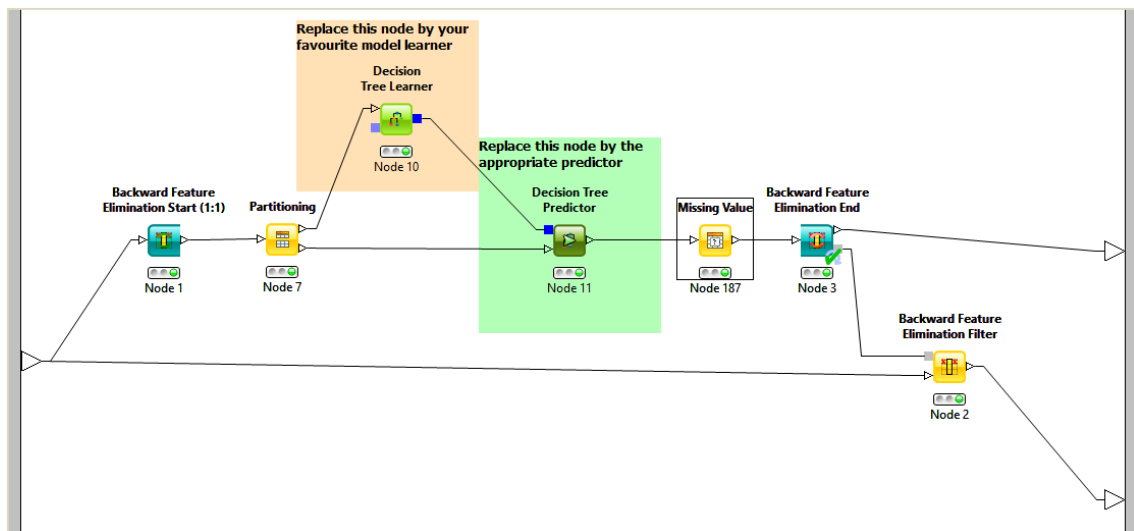 Replace this node by your
favourite model learner
Decision
Tree Learner
Node 10
Replace this node by the
appropriate predictor
Decision Tree
Predictor
Node 11
Backward Feature
Elimination Start (1:1)
Node 1
Partitioning
Node 7
Missing Value
Node 187
Backward Feature
Elimination End
Node 3
Backward Feature
Elimination Filter
Node 2